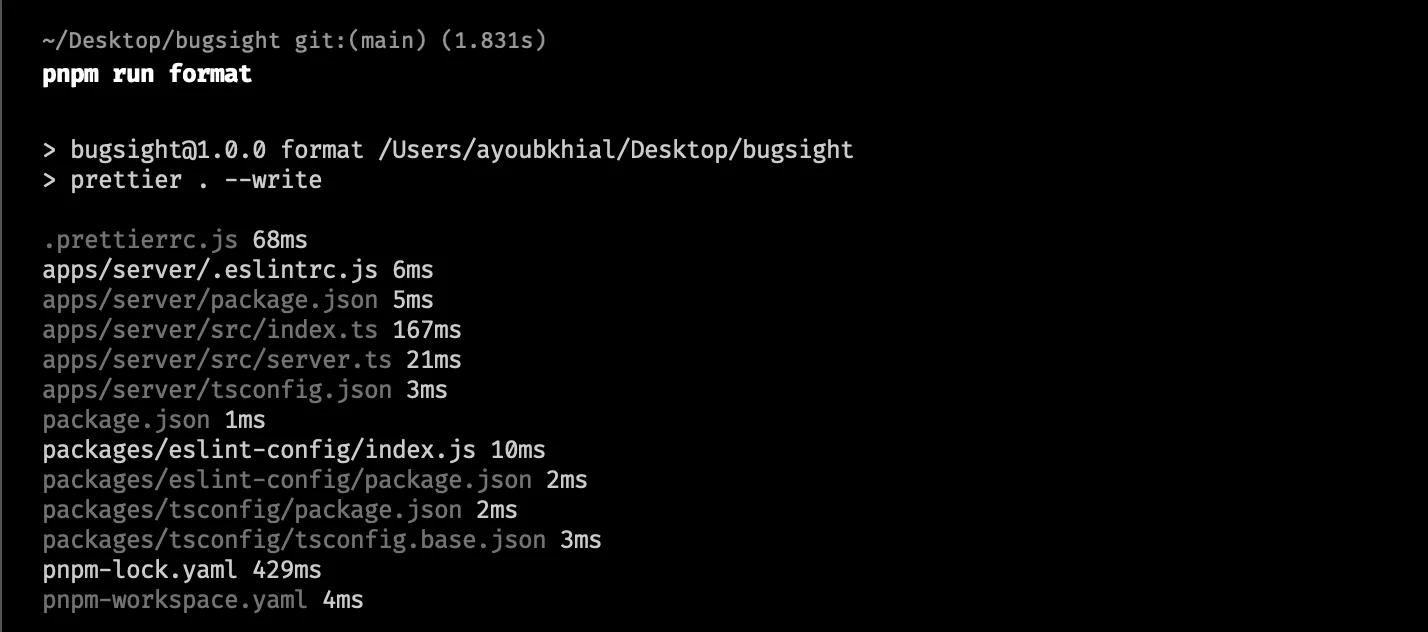 ~/Desktop/bugsight git:(main) (1.831s)
pnpm run format
> bugsight@1.0.0 format /Users/ayoubkhial/Desktop/bugsight
> prettier . --write
.prettierrc.js 68ms
apps/server/.eslintrc.js 6ms
apps/server/package.json 5ms
apps/server/src/index.ts 167ms
apps/server/src/server.ts 21ms
apps/server/tsconfig.json 3ms
package.json 1ms
packages/eslint-config/index.js 10ms
packages/eslint-config/package.json 2ms
packages/tsconfig/package.json 2ms
packages/tsconfig/tsconfig.base.json 3ms
pnpm-lock.yaml 429ms
pnpm-workspace.yaml 4ms